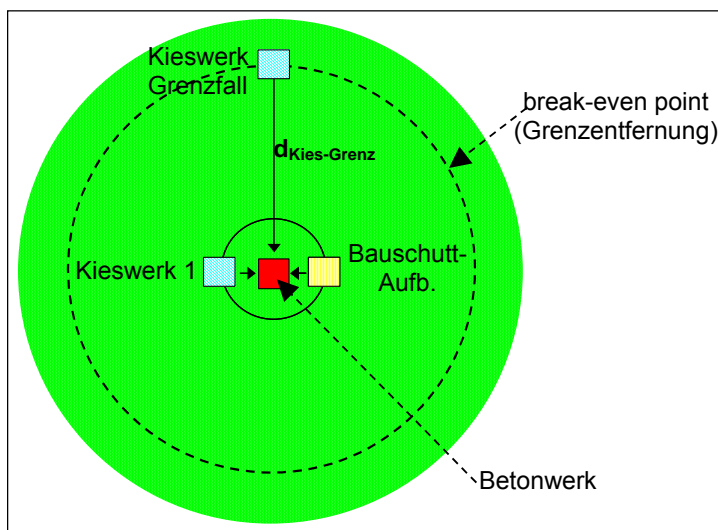 Kieswerk
Grenzfall
break-even point
(Grenzentfernung)
dKies-Grenz
Kieswerk 1
Bauschutt-
Aufb.
Betonwerk